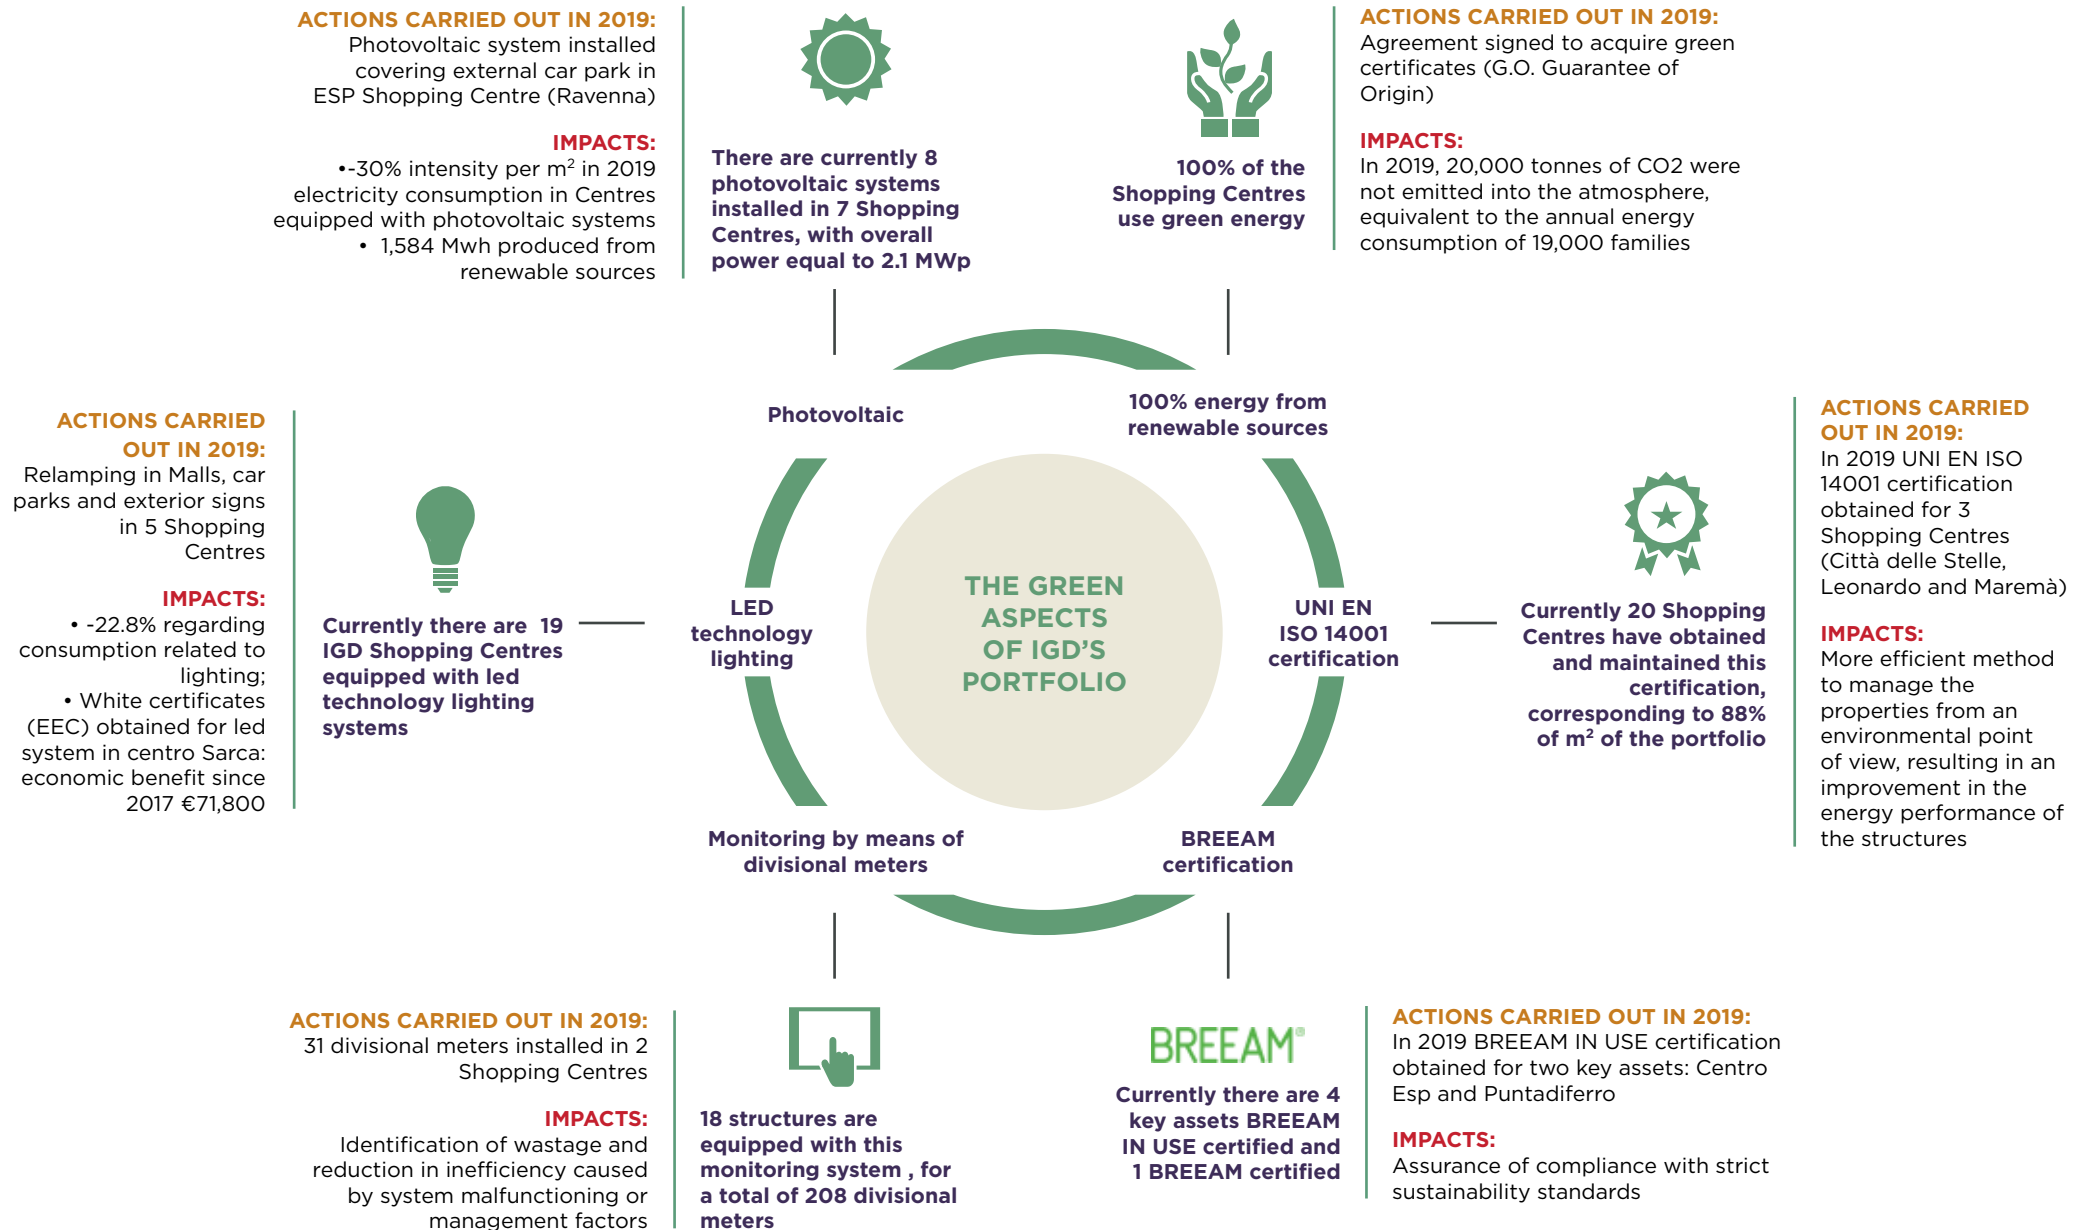 ACTIONS CARRIED OUT IN 2019:
Photovoltaic system installed
covering external car park in
ESP Shopping Centre (Ravenna)
IMPACTS:
•-30% intensity per m² in 2019
electricity consumption in Centres
equipped with photovoltaic systems
• 1,584 Mwh produced from
renewable sources
There are currently 8
photovoltaic systems
installed in 7 Shopping
Centres, with overall
power equal to 2.1 MWp
100% of the
Shopping Centres
use green energy
ACTIONS CARRIED OUT IN 2019:
Agreement signed to acquire green
certificates (G.O. Guarantee of
Origin)
IMPACTS:
In 2019, 20,000 tonnes of CO2 were
not emitted into the atmosphere,
equivalent to the annual energy
consumption of 19,000 families
Photovoltaic
100% energy from
renewable sources
ACTIONS CARRIED
OUT IN 2019:
Relamping in Malls, car
parks and exterior signs
in 5 Shopping
Centres
IMPACTS:
• -22.8% regarding
consumption related to
lighting;
• White certificates
(EEC) obtained for led
system in centro Sarca:
economic benefit since
2017 €71,800
Currently there are 19
IGD Shopping Centres
equipped with led
technology lighting
systems
LED
technology
lighting
THE GREEN
ASPECTS
OF IGD'S
PORTFOLIO
UNI EN
ISO 14001
certification
Currently 20 Shopping
Centres have obtained
and maintained this
certification,
corresponding to 88%
of m² of the portfolio
ACTIONS CARRIED
OUT IN 2019:
In 2019 UNI EN ISO
14001 certification
obtained for 3
Shopping Centres
(Città delle Stelle,
Leonardo and Maremà)
IMPACTS:
More efficient method
to manage the
properties from an
environmental point
of view, resulting in an
improvement in the
energy performance of
the structures
Monitoring by means of
divisional meters
BREEAM
certification
ACTIONS CARRIED OUT IN 2019:
31 divisional meters installed in 2
Shopping Centres
IMPACTS:
Identification of wastage and
reduction in inefficiency caused
by system malfunctioning or
management factors
18 structures are
equipped with this
monitoring system , for
a total of 208 divisional
meters
BREEAM®
Currently there are 4
key assets BREEAM
IN USE certified and
1 BREEAM certified
ACTIONS CARRIED OUT IN 2019:
In 2019 BREEAM IN USE certification
obtained for two key assets: Centro
Esp and Puntadiferro
IMPACTS:
Assurance of compliance with strict
sustainability standards